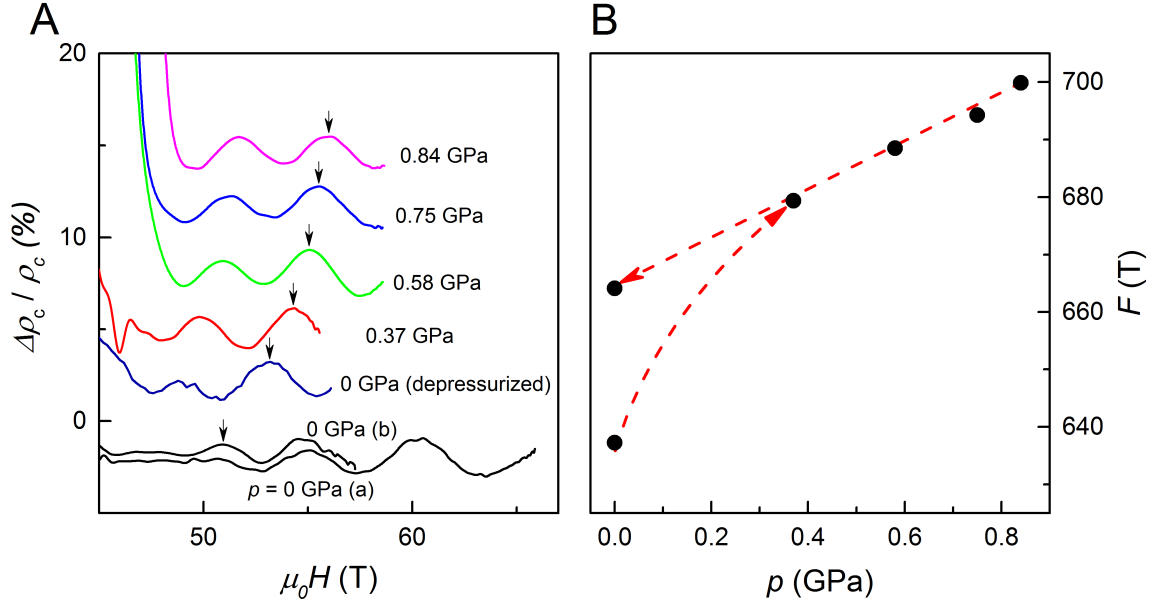 A
20
10
0
Δρc / ρc (%)
0.84 GPa
0.75 GPa
0.58 GPa
0.37 GPa
0 GPa (depressurized)
0 GPa (b)
p = 0 GPa (a)
50
60
μ0H (T)
B
700
680
660
640
F (T)
0.0
0.2
0.4
0.6
0.8
p (GPa)